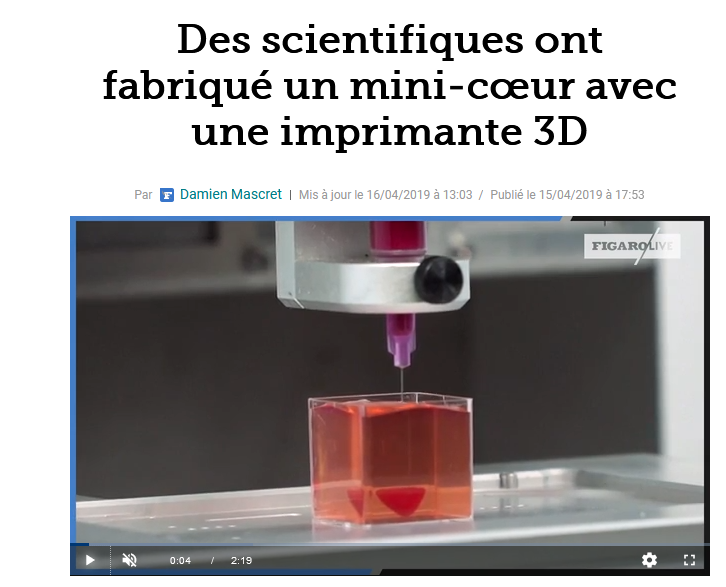 Des scientifiques ont
fabriqué un mini-cœur avec
une imprimante 3D
Par F Damien Mascret | Mis à jour le 16/04/2019 à 13:03 / Publié le 15/04/2019 à 17:53
FIGAROLIVE
0:04 / 2:19